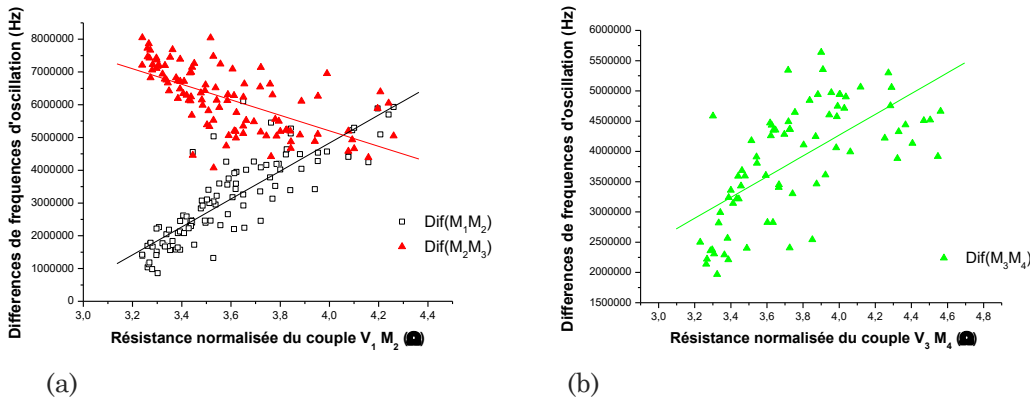 Differences de frequences d'oscillation (Hz)
8000000
7000000
6000000
5000000
4000000
3000000
2000000
1000000
0
Dif(M₁M₂)
Dif(M₂M₃)
3,0 3,2 3,4 3,6 3,8 4,0 4,2 4,4
Résistance normalisée du couple V₁ M₂ ()
(a)
Differences de frequences d'oscillation (Hz)
6000000
5500000
5000000
4500000
4000000
3500000
3000000
2500000
2000000
1500000
Dif(M₃M₄)
3,0 3,2 3,4 3,6 3,8 4,0 4,2 4,4 4,6 4,8
Résistance normalisée du couple V₃ M₄ ()
(b)